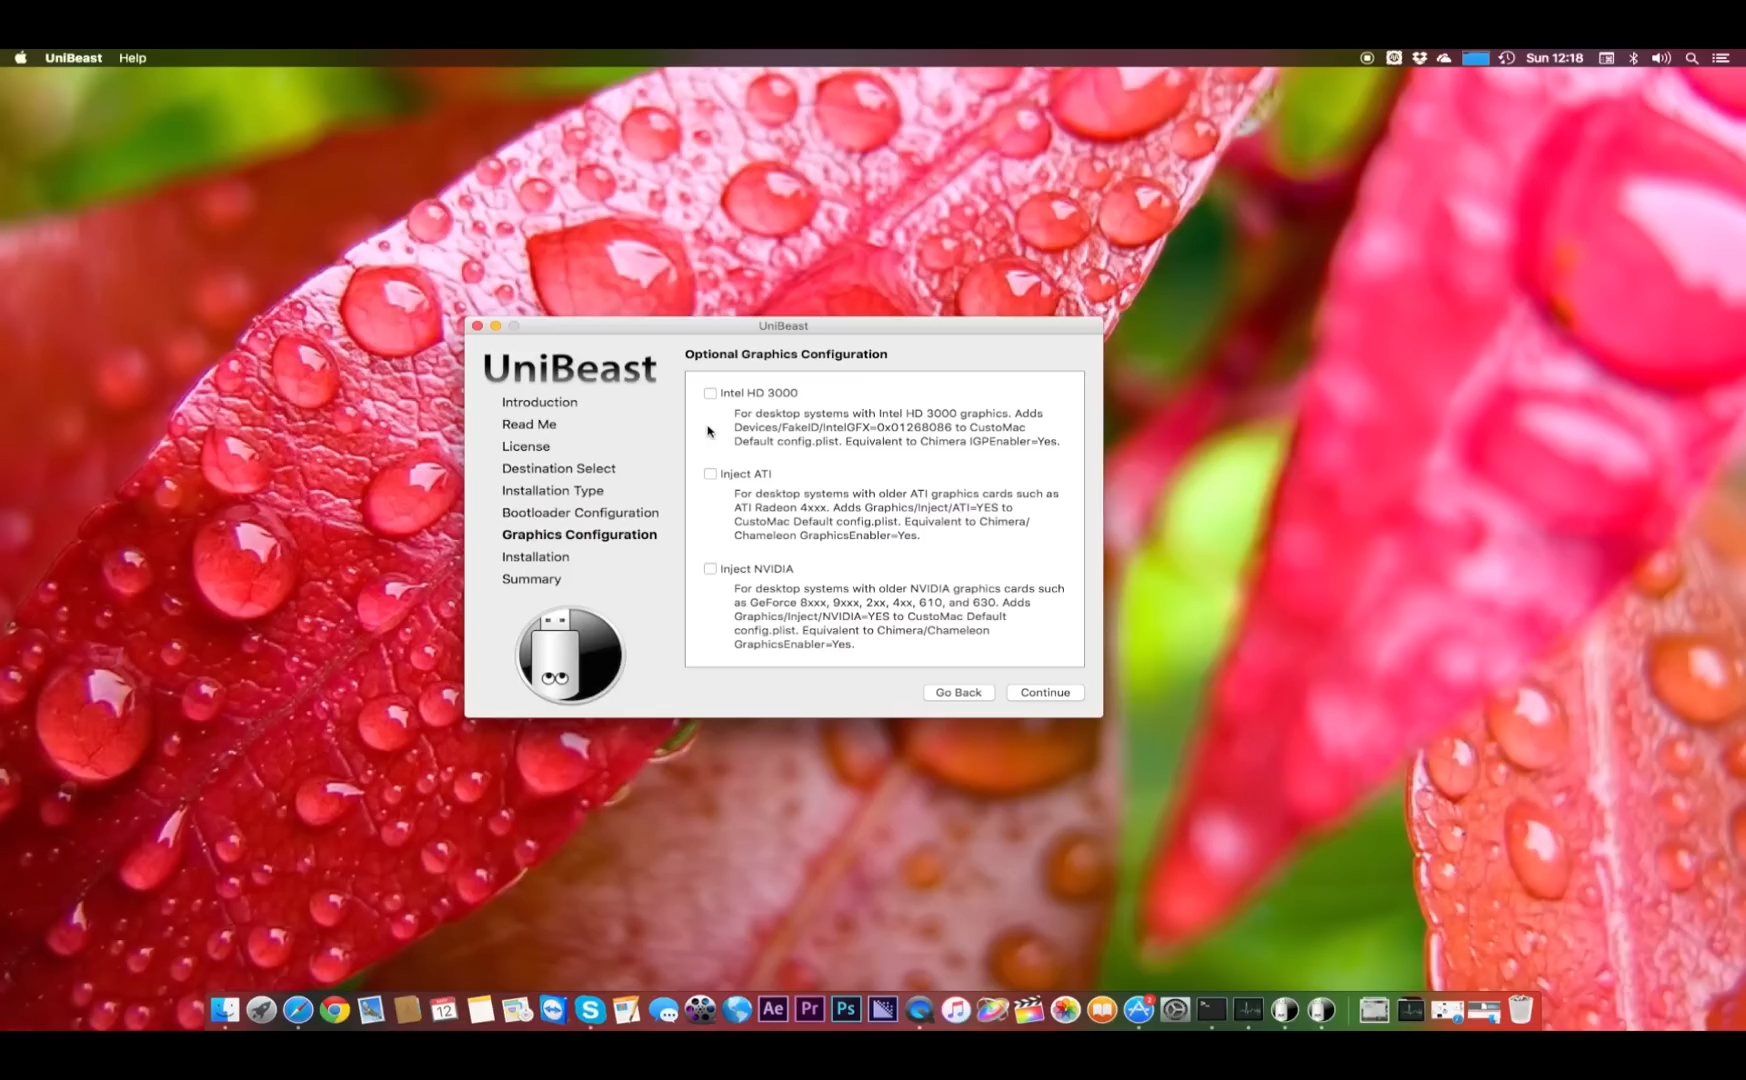 UniBeast Help
Sun 12:18
UniBeast
UniBeast
Introduction
Read Me
License
Destination Select
Installation Type
Bootloader Configuration
Graphics Configuration
Installation
Summary
Optional Graphics Configuration
Intel HD 3000
For desktop systems with Intel HD 3000 graphics. Adds
Devices/FakeID/IntelGFX=0x01268086 to CustoMac
Default config.plist. Equivalent to Chimera IGPEnabler=Yes.
Inject ATI
For desktop systems with older ATI graphics cards such as
ATI Radeon 4xxx. Adds Graphics/Inject/ATI=YES to
CustoMac Default config.plist. Equivalent to Chimera/
Chameleon GraphicsEnabler=Yes.
Inject NVIDIA
For desktop systems with older NVIDIA graphics cards such
as GeForce 8xxx, 9xxx, 2xx, 4xx, 610, and 630. Adds
Graphics/Inject/NVIDIA=YES to CustoMac Default
config.plist. Equivalent to Chimera/Chameleon
GraphicsEnabler=Yes.
Go Back Continue
12 Ae Pr Ps